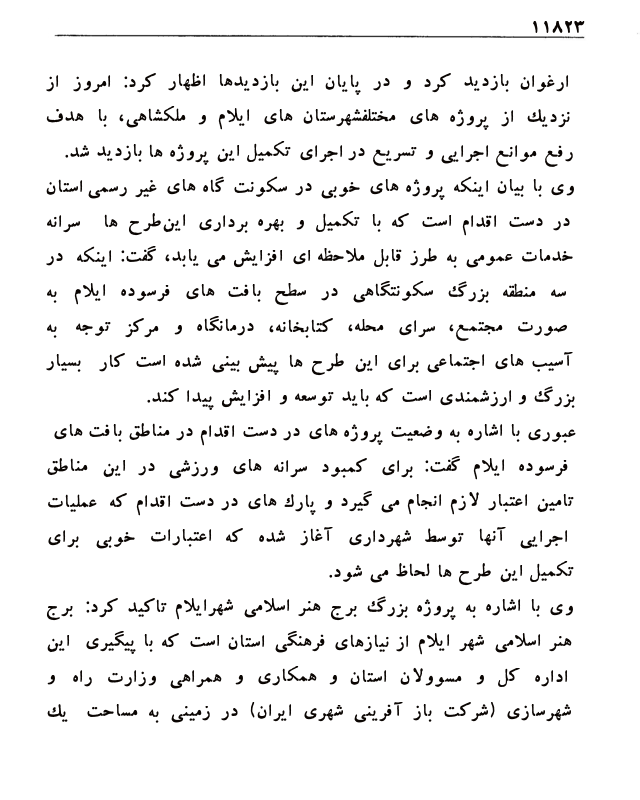 ۱۱۸۲۳
ارغوان بازدید کرد و در پایان این بازدیدها اظهار کرد: امروز از
نزدیك از پروژه های مختلفشهرستان های ایلام و ملکشاهی، با هدف
رفع موانع اجرایی و تسریع در اجرای تکمیل این پروژه ها بازدید شد.
وی با بیان اینکه پروژه های خوبی در سکونت گاه های غیر رسمی استان
در دست اقدام است که با تکمیل و بهره برداری این‌طرح ها سرانه
خدمات عمومی به طرز قابل ملاحظه ای افزایش می یابد، گفت: اینکه در
سه منطقه بزرگ سکونتگاهی در سطح بافت های فرسوده ایلام به
صورت مجتمع، سرای محله، کتابخانه، درمانگاه و مرکز توجه به
آسیب های اجتماعی برای این طرح ها پیش بینی شده است کار بسیار
بزرگ و ارزشمندی است که باید توسعه و افزایش پیدا کند.
عبوری با اشاره به وضعیت پروژه های در دست اقدام در مناطق بافت های
فرسوده ایلام گفت: برای کمبود سرانه های ورزشی در این مناطق
تامین اعتبار لازم انجام می گیرد و پارك های در دست اقدام که عملیات
اجرایی آنها توسط شهرداری آغاز شده که اعتبارات خوبی برای
تکمیل این طرح ها لحاظ می شود.
وی با اشاره به پروژه بزرگ برج هنر اسلامی شهرایلام تاکید کرد: برج
هنر اسلامی شهر ایلام از نیازهای فرهنگی استان است که با پیگیری این
اداره کل و مسوولان استان و همکاری و همراهی وزارت راه و
شهرسازی (شرکت باز آفرینی شهری ایران) در زمینی به مساحت یك